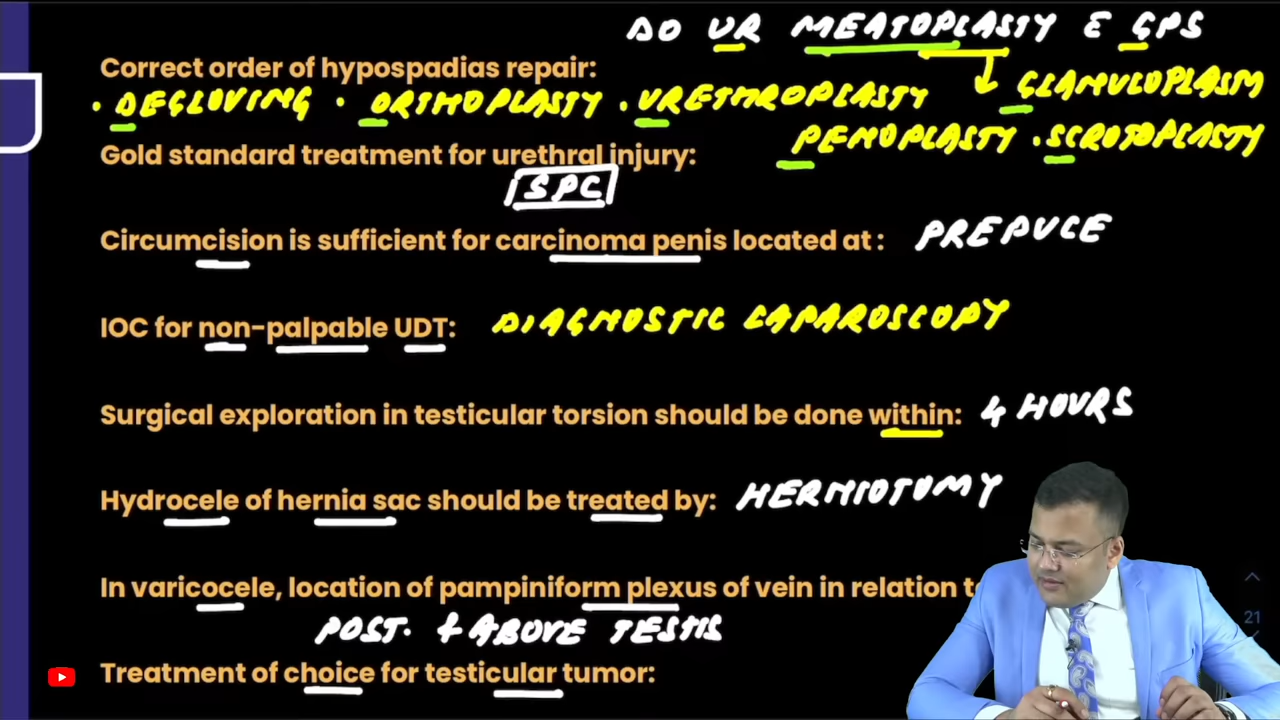 DO UR MEATOPLASTY C̄ GPS
Correct order of hypospadias repair:
• DEGLOVING • ORTHOPLASTY • URETHROPLASTY
GLANULOPLASTY
PENOPLASTY • SCROTOPLASTY
Gold standard treatment for urethral injury:
SPC
Circumcision is sufficient for carcinoma penis located at : PREPUCE
IOC for non-palpable UDT: DIAGNOSTIC LAPAROSCOPY
Surgical exploration in testicular torsion should be done within: 4 HOURS
Hydrocele of hernia sac should be treated by: HERNIOTOMY
In varicocele, location of pampiniform plexus of vein in relation
POST. + ABOVE TESTIS
21
Treatment of choice for testicular tumor: